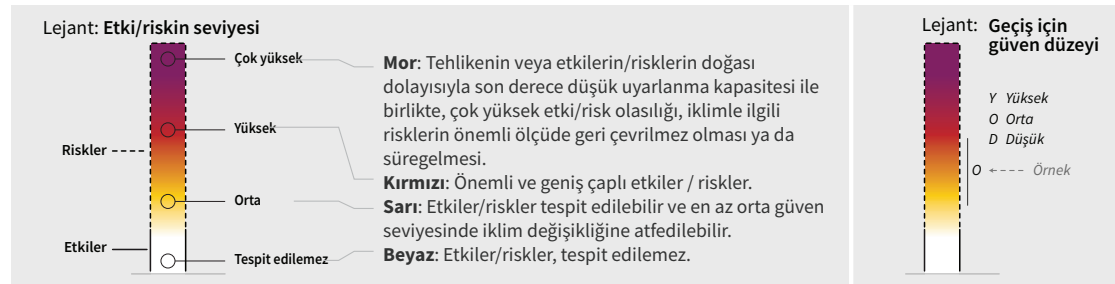 Lejant: Etki/riskin seviyesi
Çok yüksek
Yüksek
Riskler
Orta
Etkiler
Tespit edilemez
Mor: Tehlikenin veya etkilerin/risklerin doğası
dolayısıyla son derece düşük uyarlanma kapasitesi ile
birlikte, çok yüksek etki/risk olasılığı, iklimle ilgili
risklerin önemli ölçüde geri çevrilmez olması ya da
süregelmesi.
Kırmızı: Önemli ve geniş çaplı etkiler / riskler.
Sarı: Etkiler/riskler tespit edilebilir ve en az orta güven
seviyesinde iklim değişikliğine atfedilebilir.
Beyaz: Etkiler/riskler, tespit edilemez.
Lejant: Geçiş için
güven düzeyi
Y Yüksek
O Orta
D Düşük
O Örnek